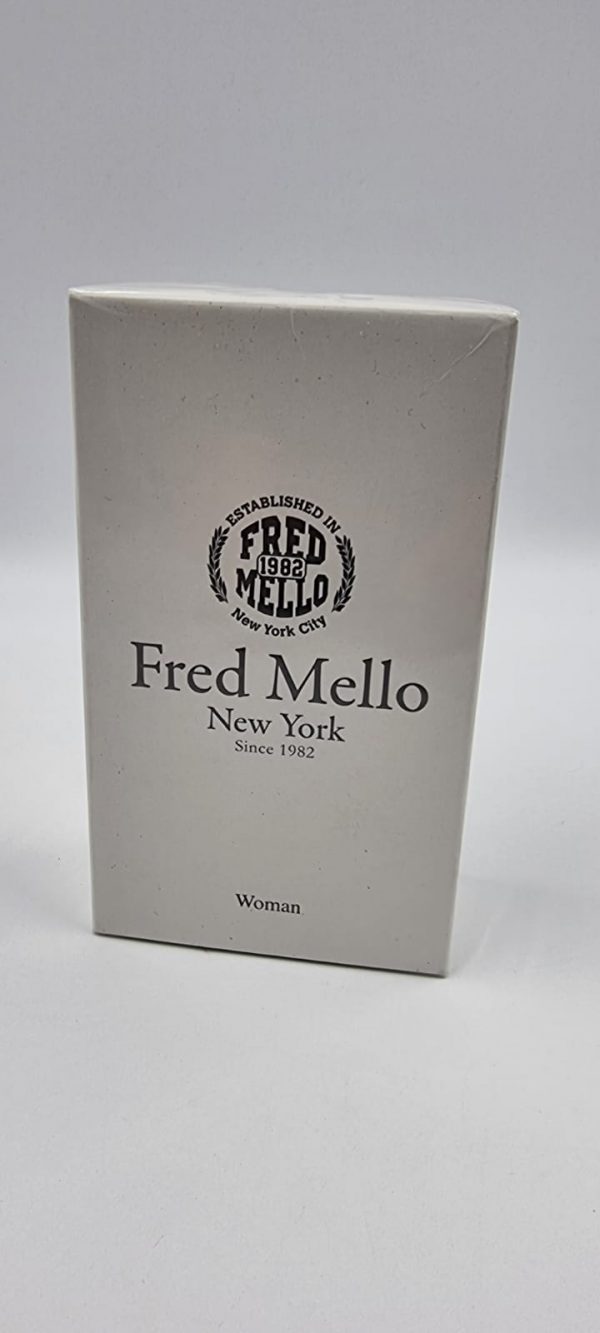 ESTABLISHED IN
FRED
1982
MELLO
New York City
Fred Mello
New York
Since 1982
Woman